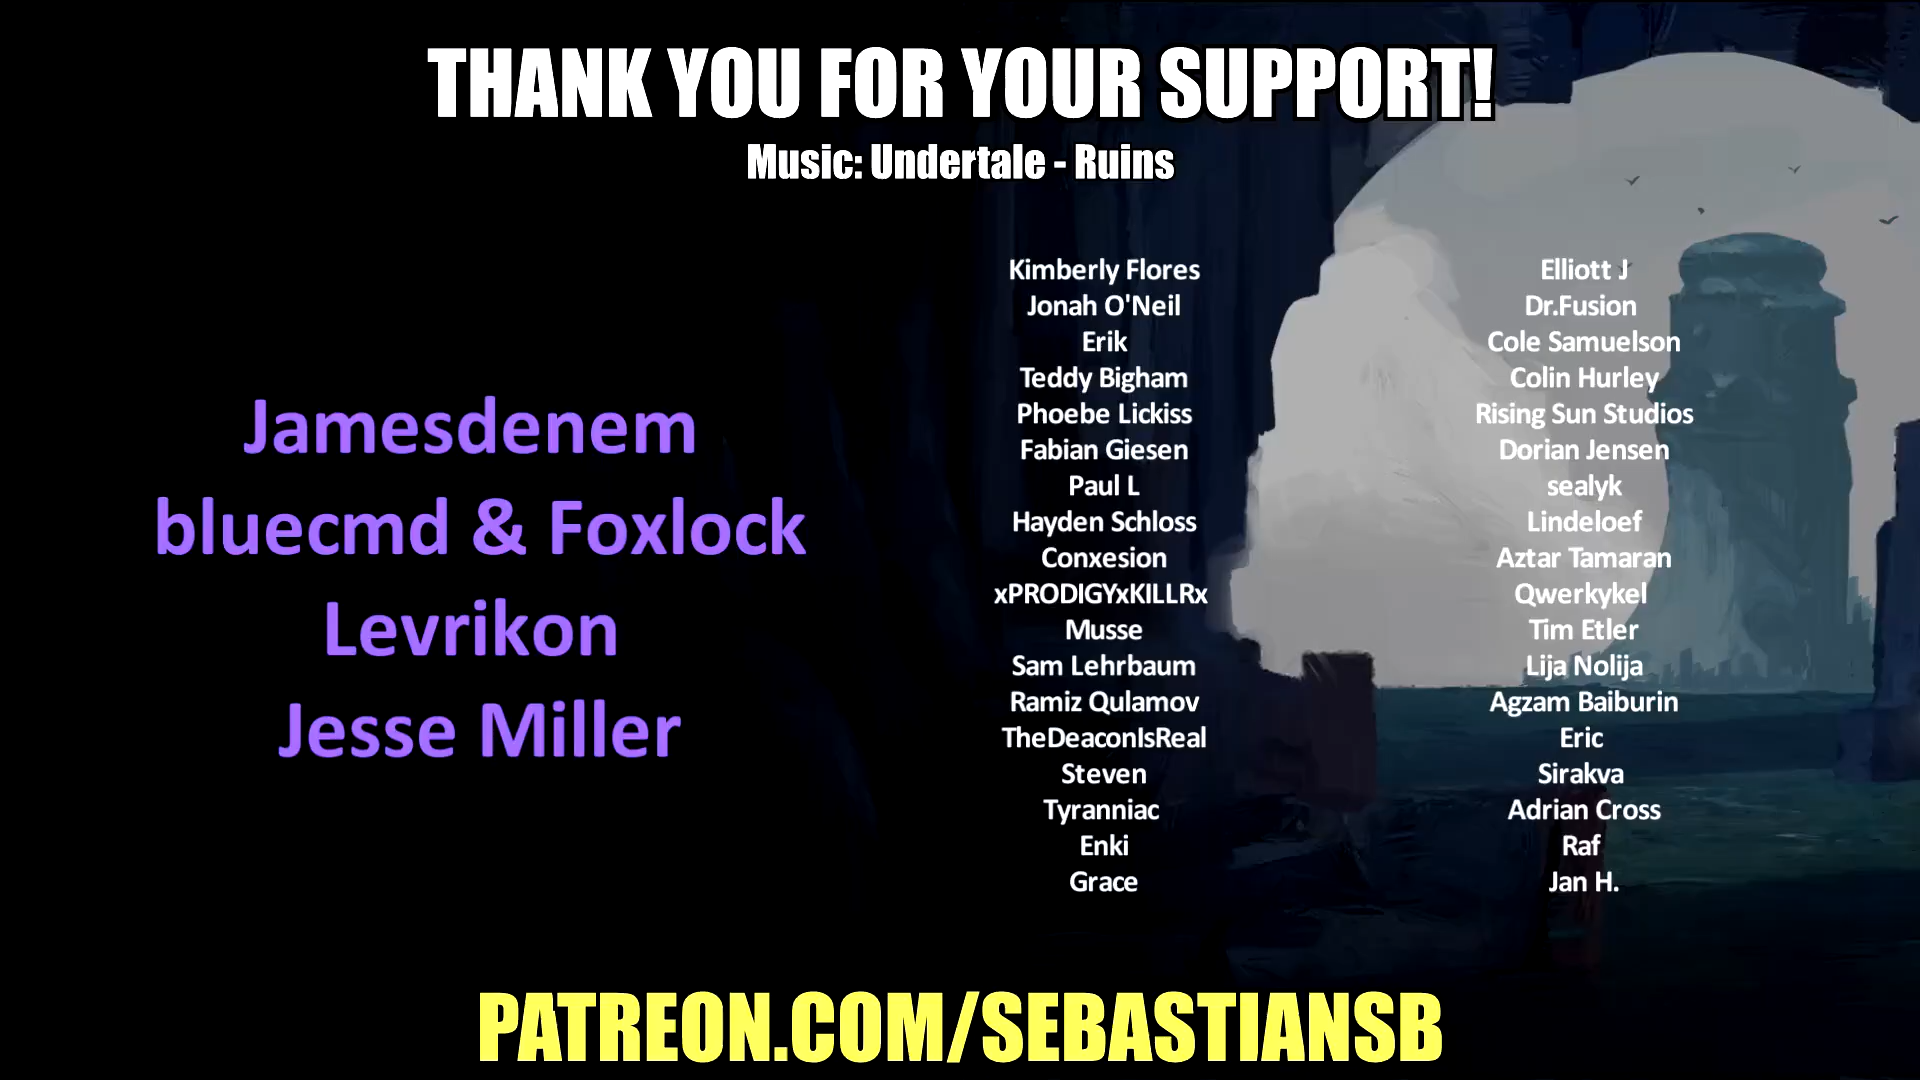 THANK YOU FOR YOUR SUPPORT!
Music: Undertale - Ruins
Jamesdenem
bluecmd & Foxlock
Levrikon
Jesse Miller
Kimberly Flores
Jonah O'Neil
Erik
Teddy Bigham
Phoebe Lickiss
Fabian Giesen
Paul L
Hayden Schloss
Conxesion
xPRODIGYxKILLRx
Musse
Sam Lehrbaum
Ramiz Qulamov
TheDeaconIsReal
Steven
Tyranniac
Enki
Grace
Elliott J
Dr.Fusion
Cole Samuelson
Colin Hurley
Rising Sun Studios
Dorian Jensen
sealyk
Lindeloef
Aztar Tamaran
Qwerkykel
Tim Etler
Lija Nolija
Agzam Baiburin
Eric
Sirakva
Adrian Cross
Raf
Jan H.
PATREON.COM/SEBASTIANSB